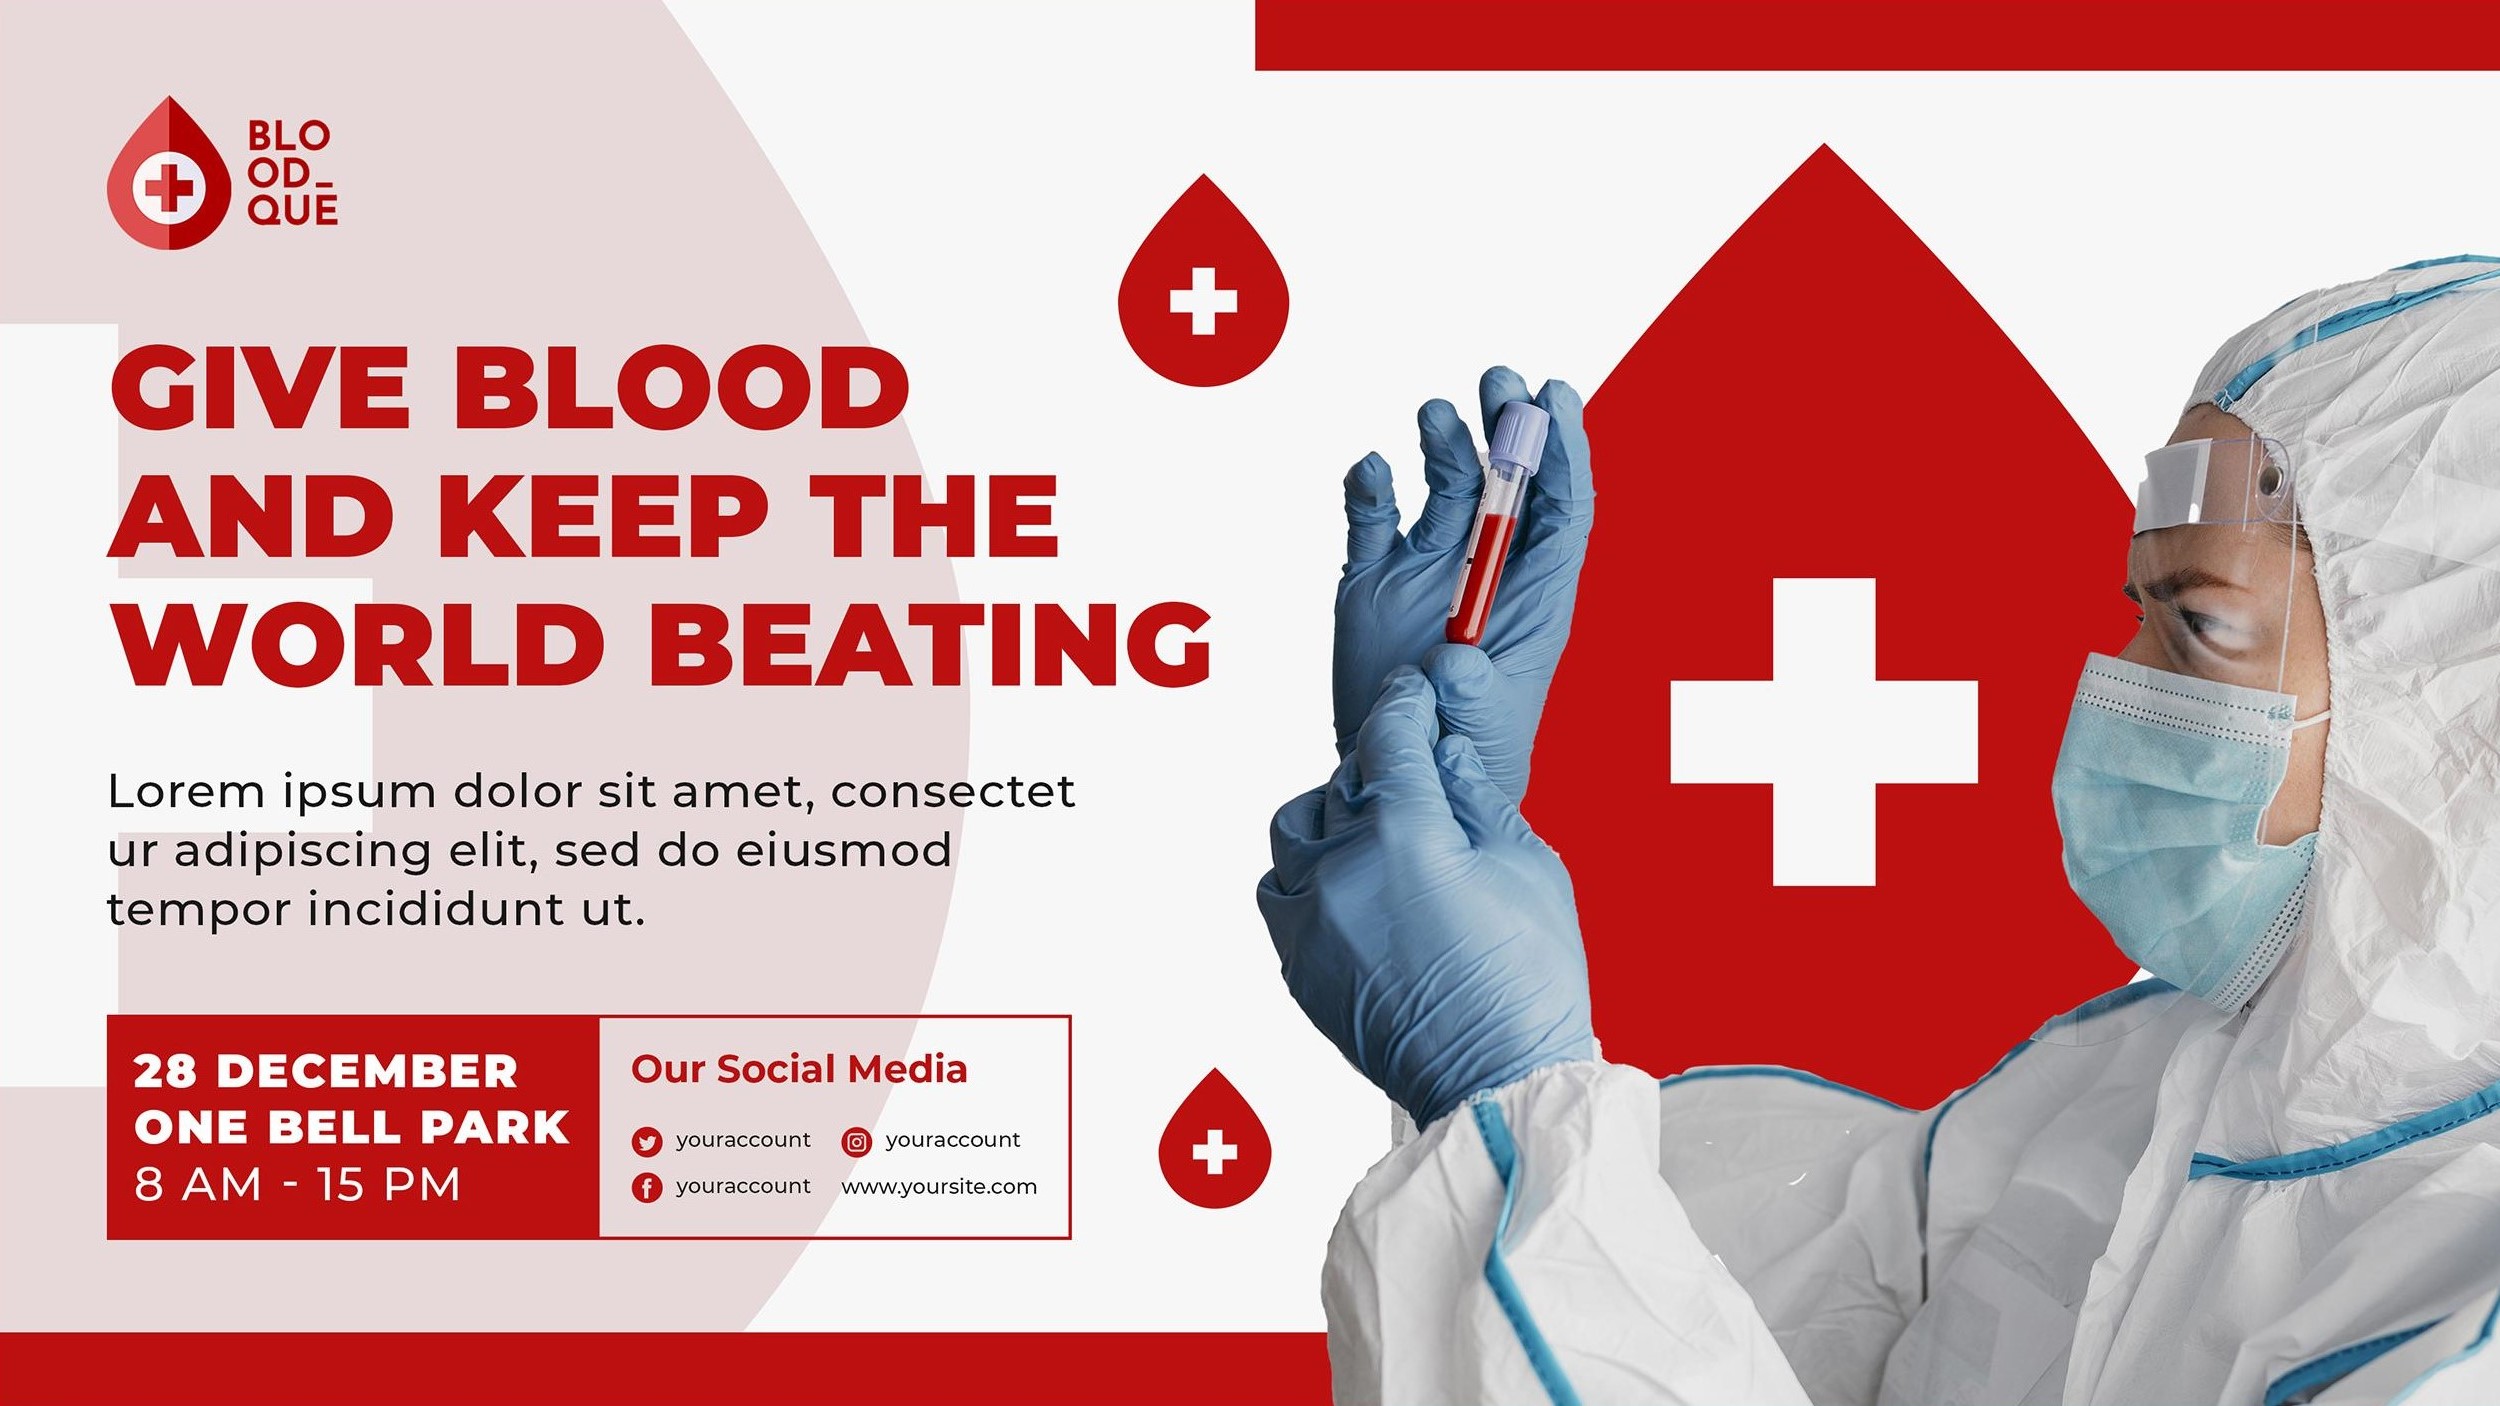 BLO
OD_
QUE
GIVE BLOOD
AND KEEP THE
WORLD BEATING
Lorem ipsum dolor sit amet, consectet
ur adipiscing elit, sed do eiusmod
tempor incididunt ut.
28 DECEMBER
ONE BELL PARK
8 AM - 15 PM
Our Social Media
youraccount
youraccount
youraccount
www.yoursite.com